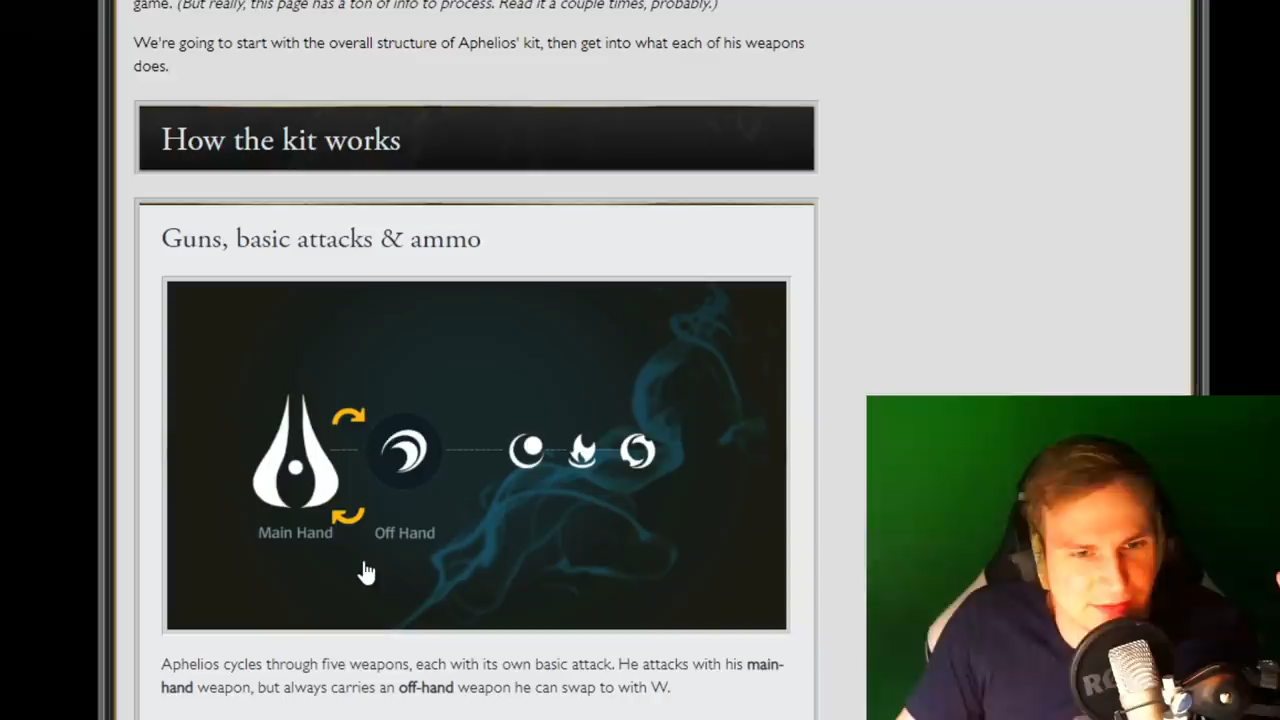 game. (But really, this page has a ton of info to process. Read it a couple times, probably.)
We're going to start with the overall structure of Aphelios' kit, then get into what each of his weapons
does.
How the kit works
Guns, basic attacks & ammo
Main Hand
Off Hand
Aphelios cycles through five weapons, each with its own basic attack. He attacks with his main-
hand weapon, but always carries an off-hand weapon he can swap to with W.